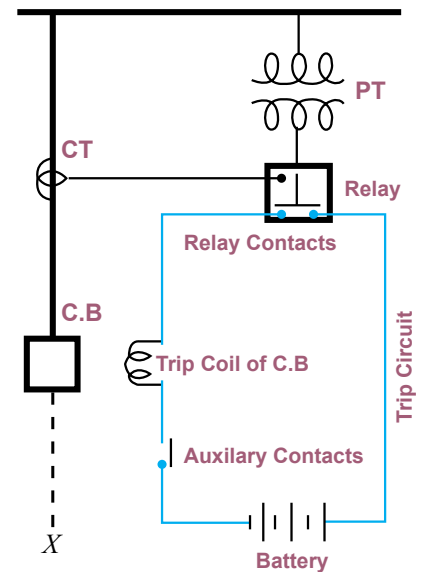 PT
CT
Relay
Relay Contacts
C.B
Trip Coil of C.B
Trip Circuit
Auxilary Contacts
X
Battery